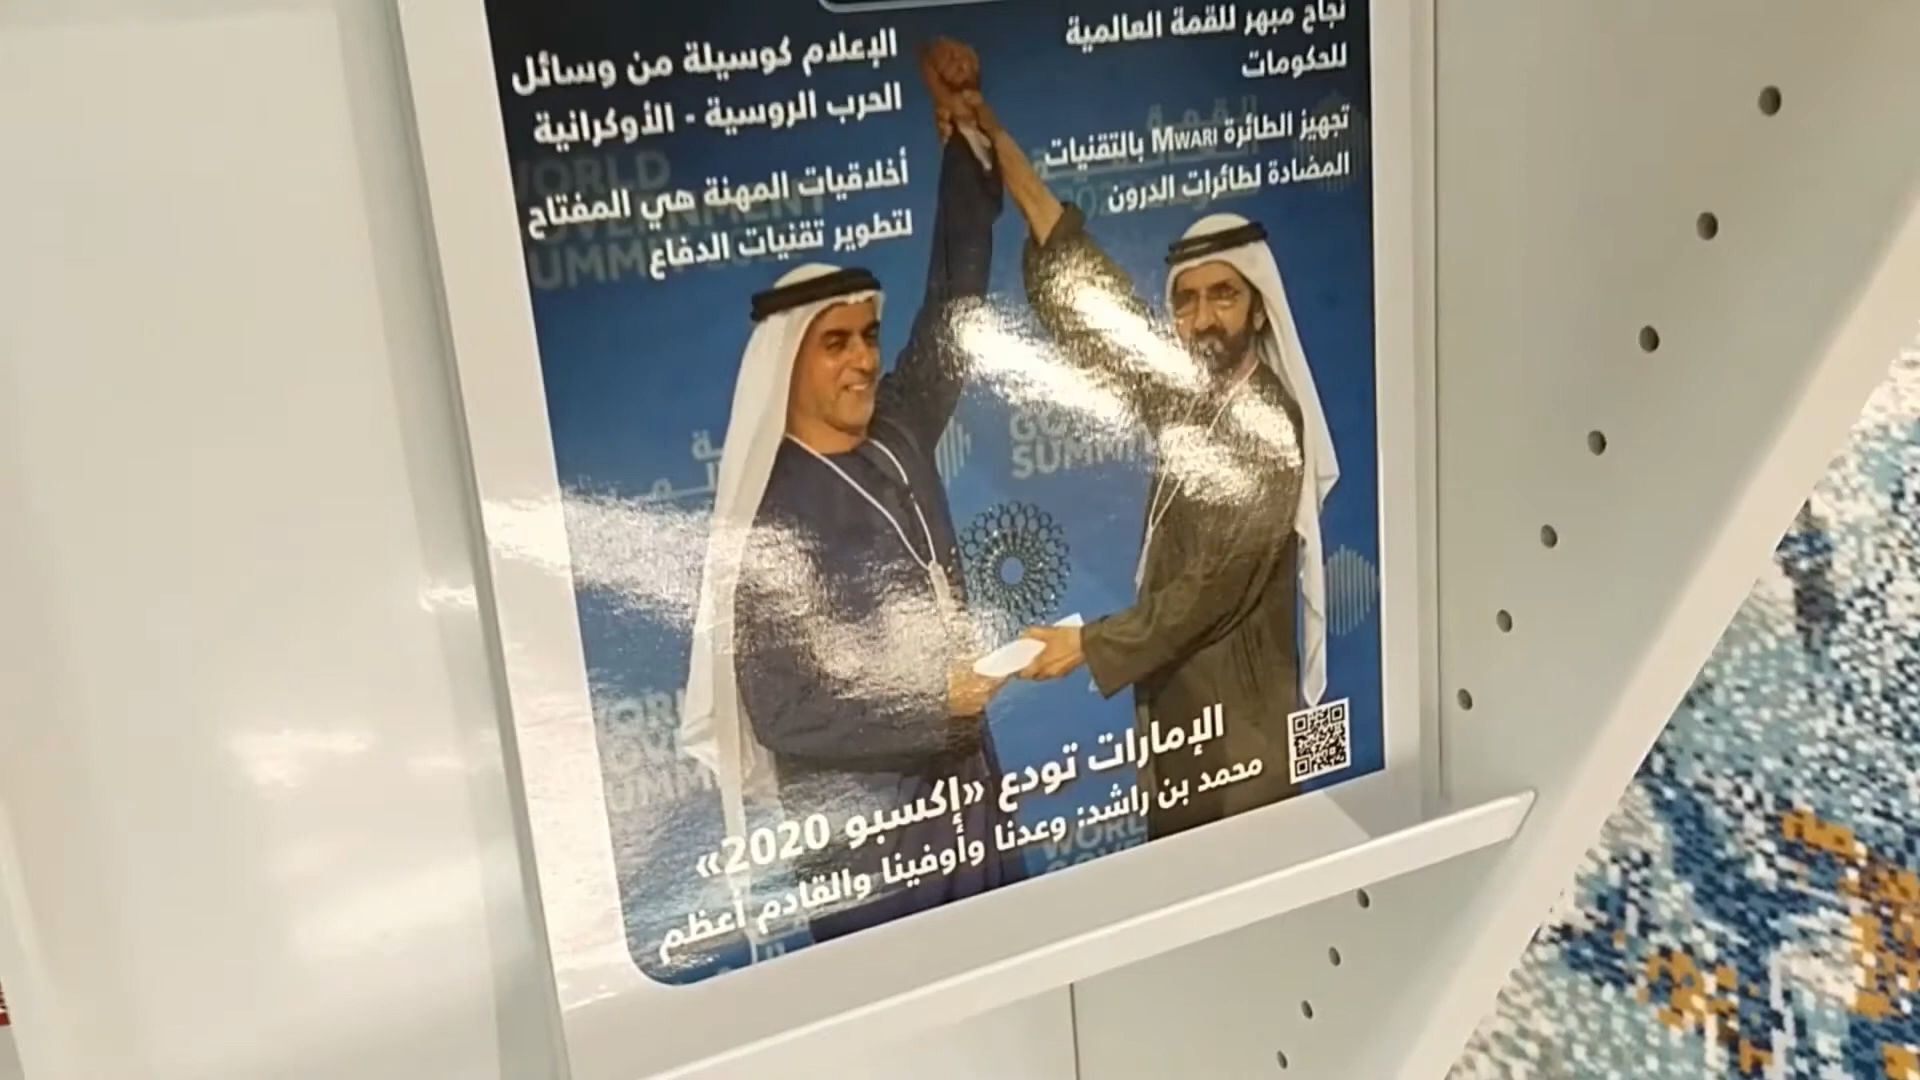 نجاح مبهر للقمة العالمية
للحكومات
تجهيز الطائرة MWARI بالتقنيات
المضادة لطائرات الدرون
الإعلام كوسيلة من وسائل
الحرب الروسية - الأوكرانية
أخلاقيات المهنة هي المفتاح
لتطوير تقنيات الدفاع
WORLD
GOVERNMENT
SUMMIT
الإمارات تودع «إكسبو 2020»
محمد بن راشد: وعدنا وأوفينا والقادم أعظم